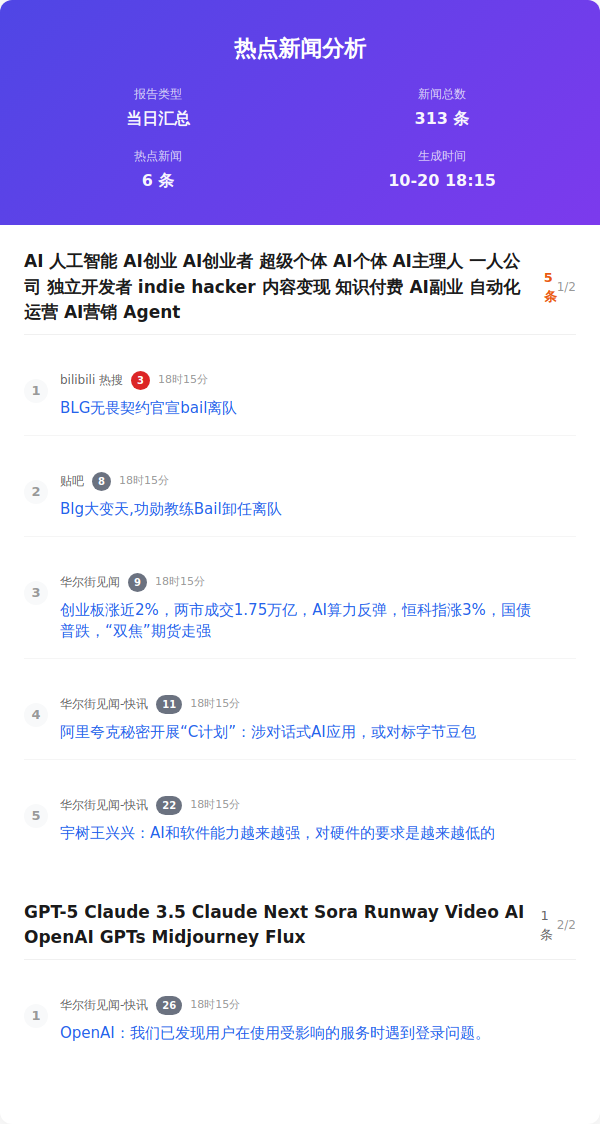 热点新闻分析
报告类型
当日汇总
新闻总数
313 条
热点新闻
6 条
生成时间
10-20 18:15
AI 人工智能 AI创业 AI创业者 超级个体 AI个体 AI主理人 一人公
司 独立开发者 indie hacker 内容变现 知识付费 AI副业 自动化
运营 AI营销 Agent
5
条
1/2
1
bilibili 热搜 3 18时15分
BLG无畏契约官宣bail离队
2
贴吧 8 18时15分
Blg大变天,功勋教练Bail卸任离队
3
华尔街见闻 9 18时15分
创业板涨近2%，两市成交1.75万亿，AI算力反弹，恒科指涨3%，国债
普跌，“双焦”期货走强
4
华尔街见闻-快讯 11 18时15分
阿里夸克秘密开展“C计划”：涉对话式AI应用，或对标字节豆包
5
华尔街见闻-快讯 22 18时15分
宇树王兴兴：AI和软件能力越来越强，对硬件的要求是越来越低的
GPT-5 Claude 3.5 Claude Next Sora Runway Video AI
OpenAI GPTs Midjourney Flux
1
条
2/2
1
华尔街见闻-快讯 26 18时15分
OpenAI：我们已发现用户在使用受影响的服务时遇到登录问题。